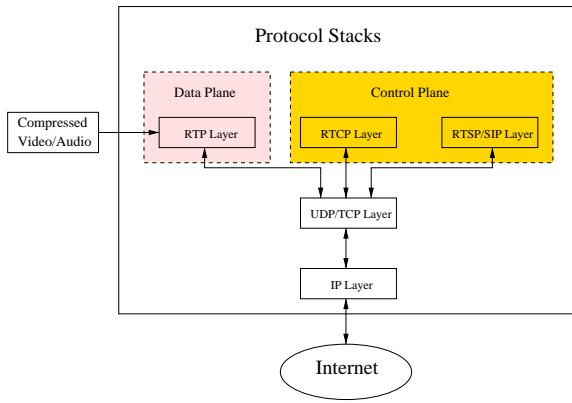 Protocol Stacks
Data Plane
Control Plane
Compressed
Video/Audio
RTP Layer
RTCP Layer
RTSP/SIP Layer
UDP/TCP Layer
IP Layer
Internet